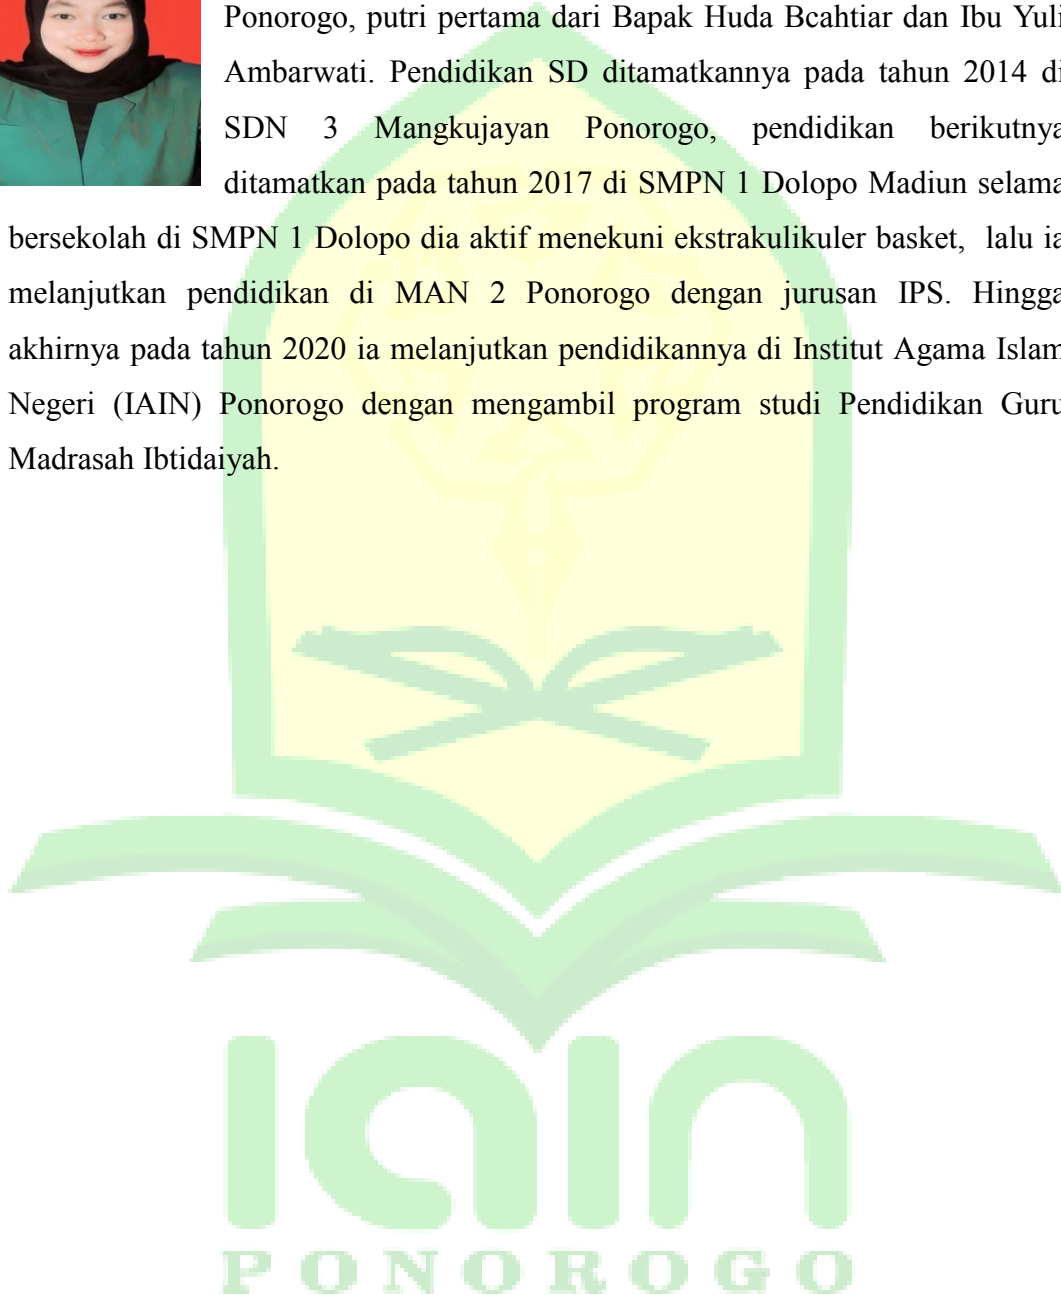 Ponorogo, putri pertama dari Bapak Huda Bcahtiar dan Ibu Yuli
Ambarwati. Pendidikan SD ditamatkannya pada tahun 2014 di
SDN 3 Mangkujayan Ponorogo, pendidikan berikutnya
ditamatkan pada tahun 2017 di SMPN 1 Dolopo Madiun selama
bersekolah di SMPN 1 Dolopo dia aktif menekuni ekstrakulikuler basket, lalu ia
melanjutkan pendidikan di MAN 2 Ponorogo dengan jurusan IPS. Hingga
akhirnya pada tahun 2020 ia melanjutkan pendidikannya di Institut Agama Islam
Negeri (IAIN) Ponorogo dengan mengambil program studi Pendidikan Guru
Madrasah Ibtidaiyah.
IAIN
PONOROGO